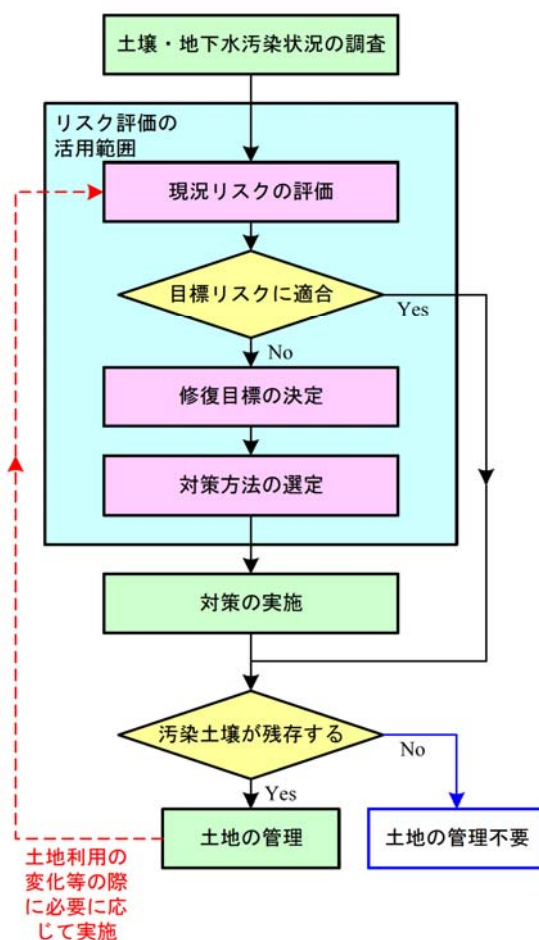 土壌・地下水汚染状況の調査
リスク評価の
活用範囲
現況リスクの評価
目標リスクに適合
Yes
No
修復目標の決定
対策方法の選定
対策の実施
汚染土壌が残存する
No
Yes
土地の管理
土地の管理不要
土地利用の
変化等の際
に必要に応
じて実施